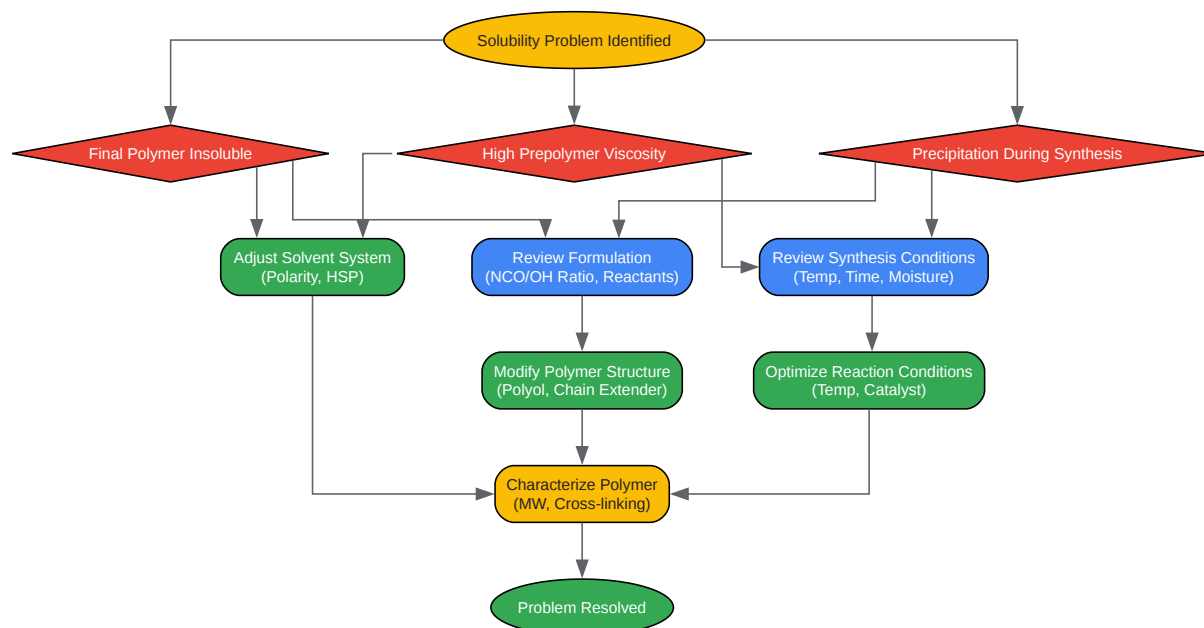 Solubility Problem Identified
Final Polymer Insoluble
High Prepolymer Viscosity
Precipitation During Synthesis
Adjust Solvent System
(Polarity, HSP)
Review Formulation
(NCO/OH Ratio, Reactants)
Review Synthesis Conditions
(Temp, Time, Moisture)
Modify Polymer Structure
(Polyol, Chain Extender)
Optimize Reaction Conditions
(Temp, Catalyst)
Characterize Polymer
(MW, Cross-linking)
Problem Resolved